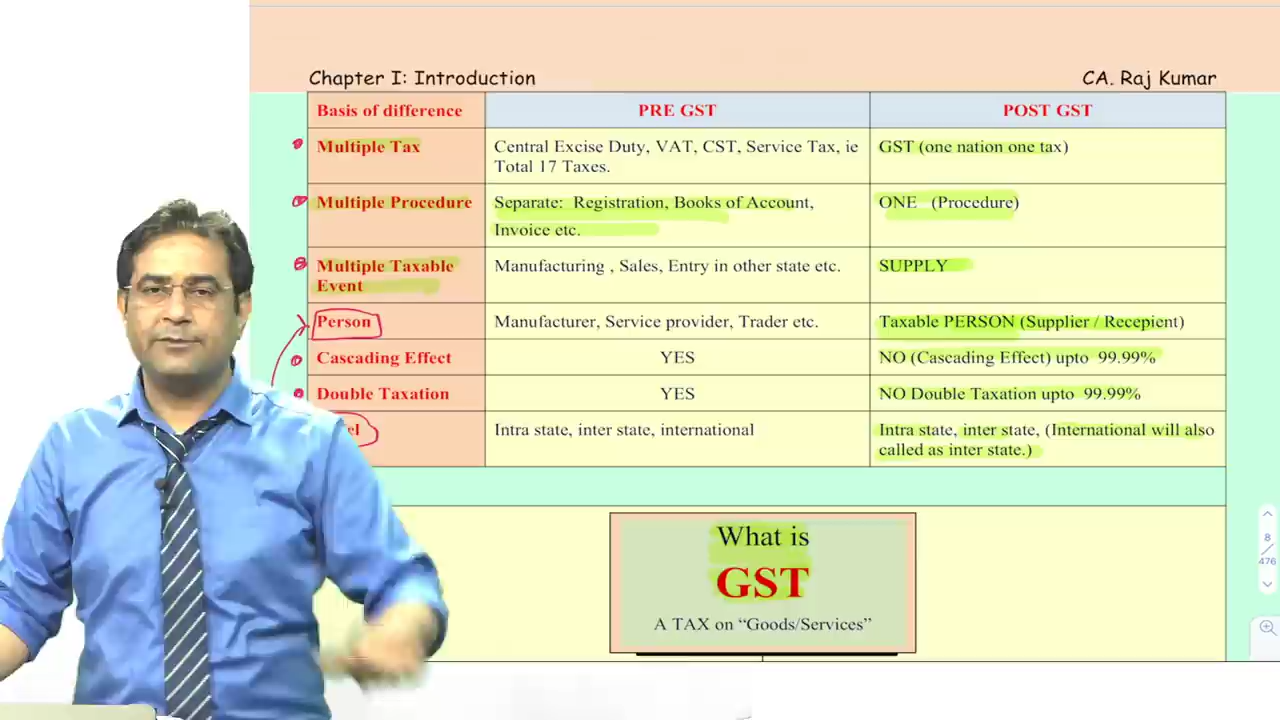 Chapter I: Introduction
CA. Raj Kumar
Basis of difference
PRE GST
POST GST
Multiple Tax
Central Excise Duty, VAT, CST, Service Tax, ie
Total 17 Taxes.
GST (one nation one tax)
Multiple Procedure
Separate: Registration, Books of Account,
Invoice etc.
ONE (Procedure)
Multiple Taxable
Event
Manufacturing , Sales, Entry in other state etc.
SUPPLY
Person
Manufacturer, Service provider, Trader etc.
Taxable PERSON (Supplier / Recepient)
Cascading Effect
YES
NO (Cascading Effect) upto 99.99%
Double Taxation
YES
NO Double Taxation upto 99.99%
Intra state, inter state, international
Intra state, inter state, (International will also
called as inter state.)
What is
GST
A TAX on “Goods/Services”
8
/
476